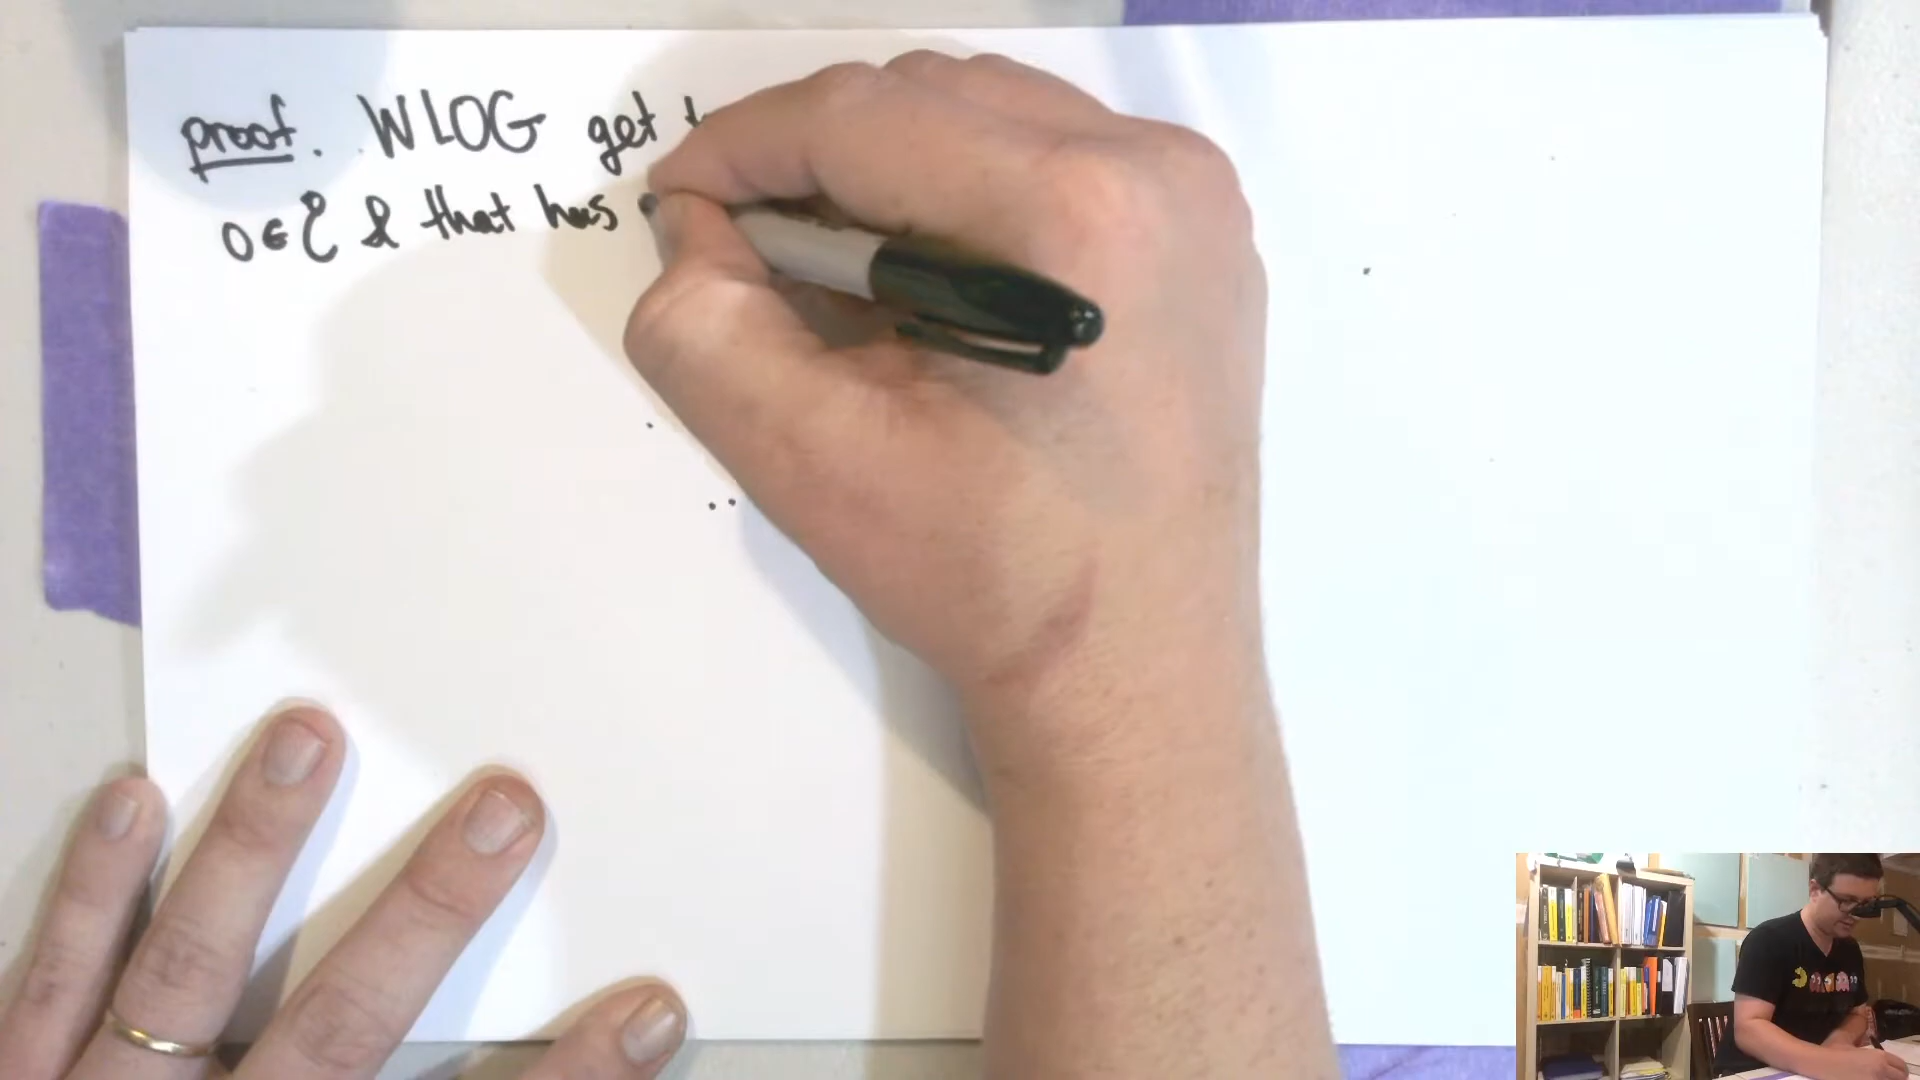 proof. WLOG get
0 ∈ ℰ & that has